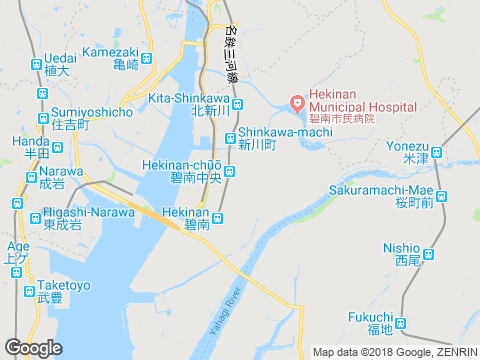 名鉄三河線
Kamezaki
亀崎
Uedai
植大
Kita-Shinkawa
北新川
Hekinan
Municipal Hospital
碧南市民病院
Sumiyoshicho
住吉町
Shinkawa-machi
新川町
Handa
半田
Yonezu
米津
Hekinan-chūō
碧南中央
Narawa
成岩
Sakuramachi-Mae
桜町前
Higashi-Narawa
東成岩
Hekinan
碧南
Age
上ゲ
Nishio
西尾
Taketoyo
武豊
Yahagi River
Fukuchi
福地
Google
Map data ©2018 Google, ZENRIN